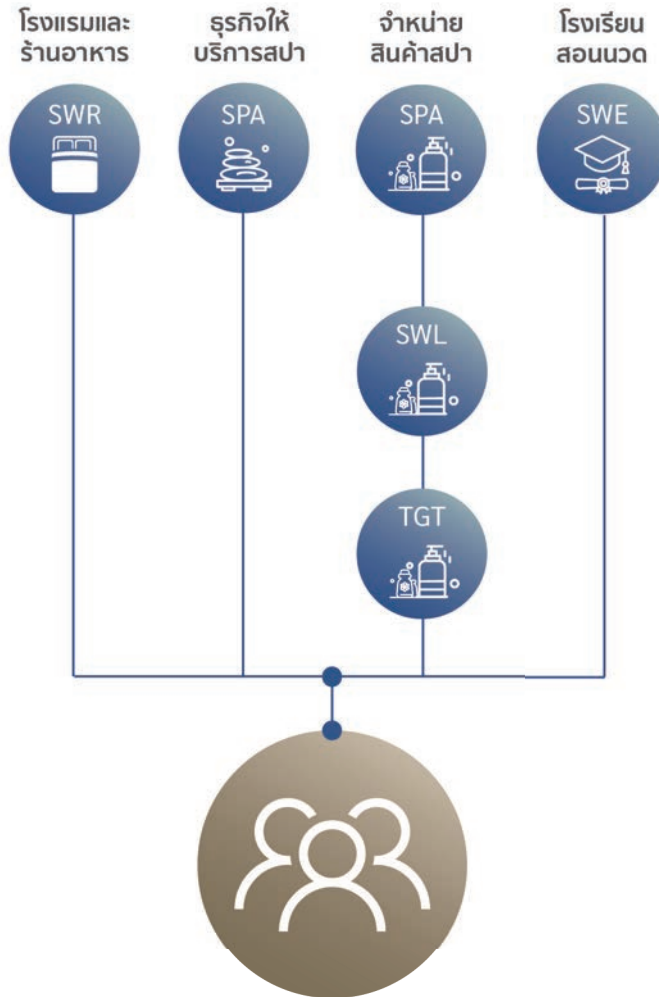 โรงแรมและ
ร้านอาหาร
ธุรกิจให้
บริการสปา
จำหน่าย
สินค้าสปา
โรงเรียน
สอนนวด
SWR
SPA
SPA
SWE
SWL
TGT